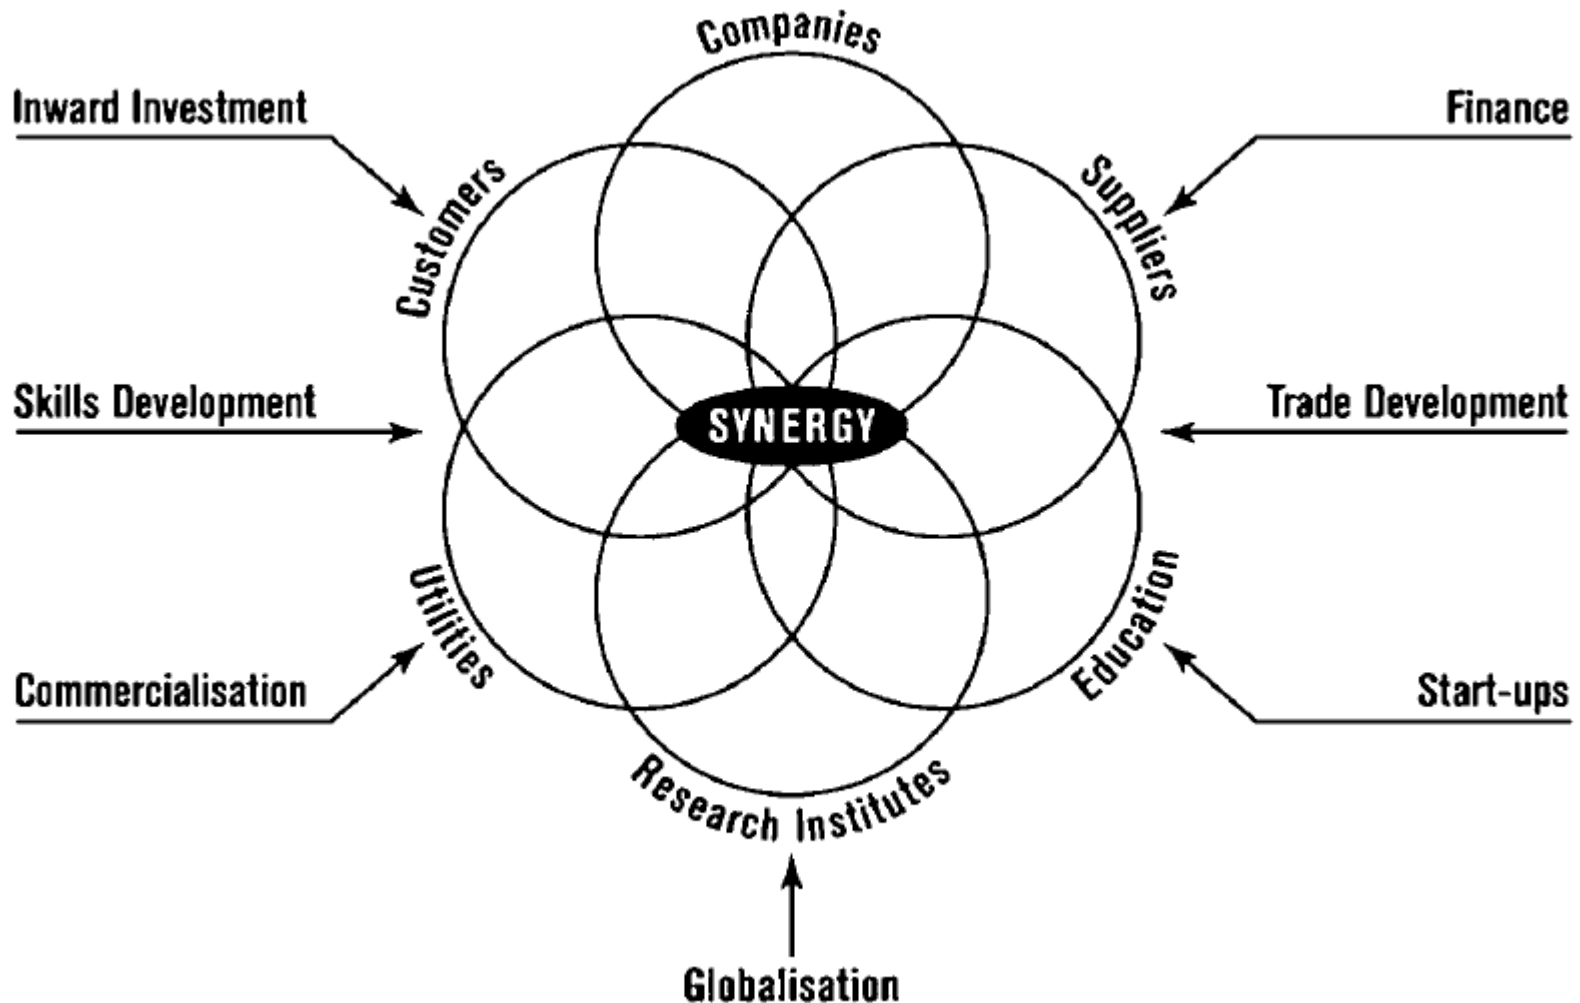 Companies
Inward Investment
Finance
Customers
Suppliers
Skills Development
SYNERGY
Trade Development
Utilities
Education
Commercialisation
Start-ups
Research Institutes
Globalisation